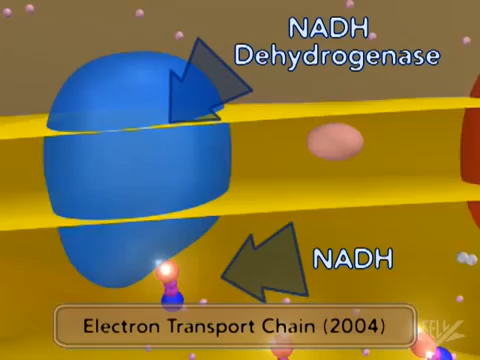 NADH
Dehydrogenase
NADH
Electron Transport Chain (2004)